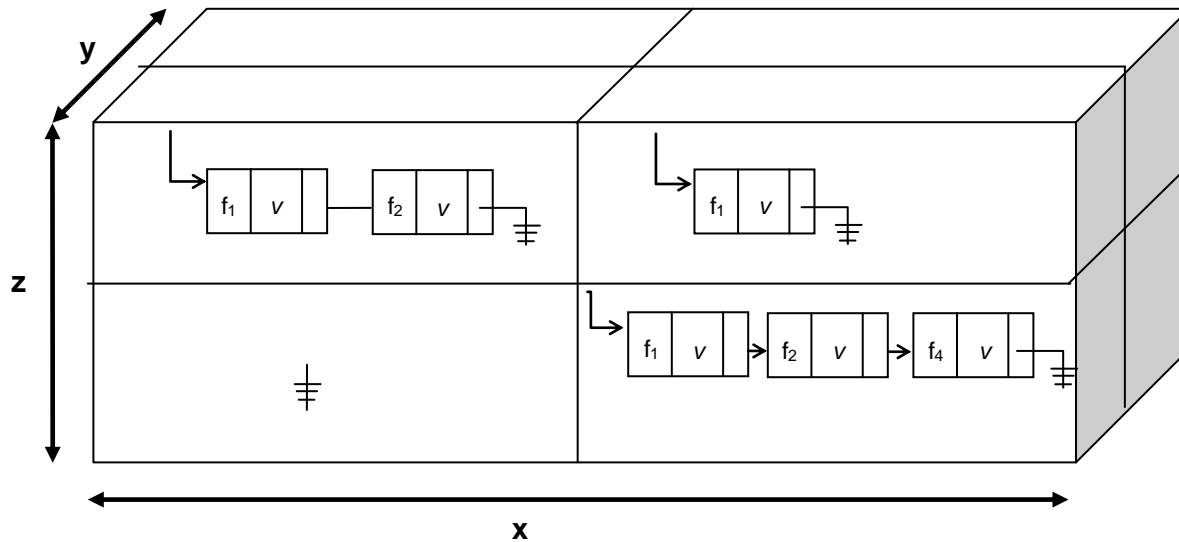 y
f₁ v f₂ v
f₁ v
z
f₁ v f₂ v f₄ v
x